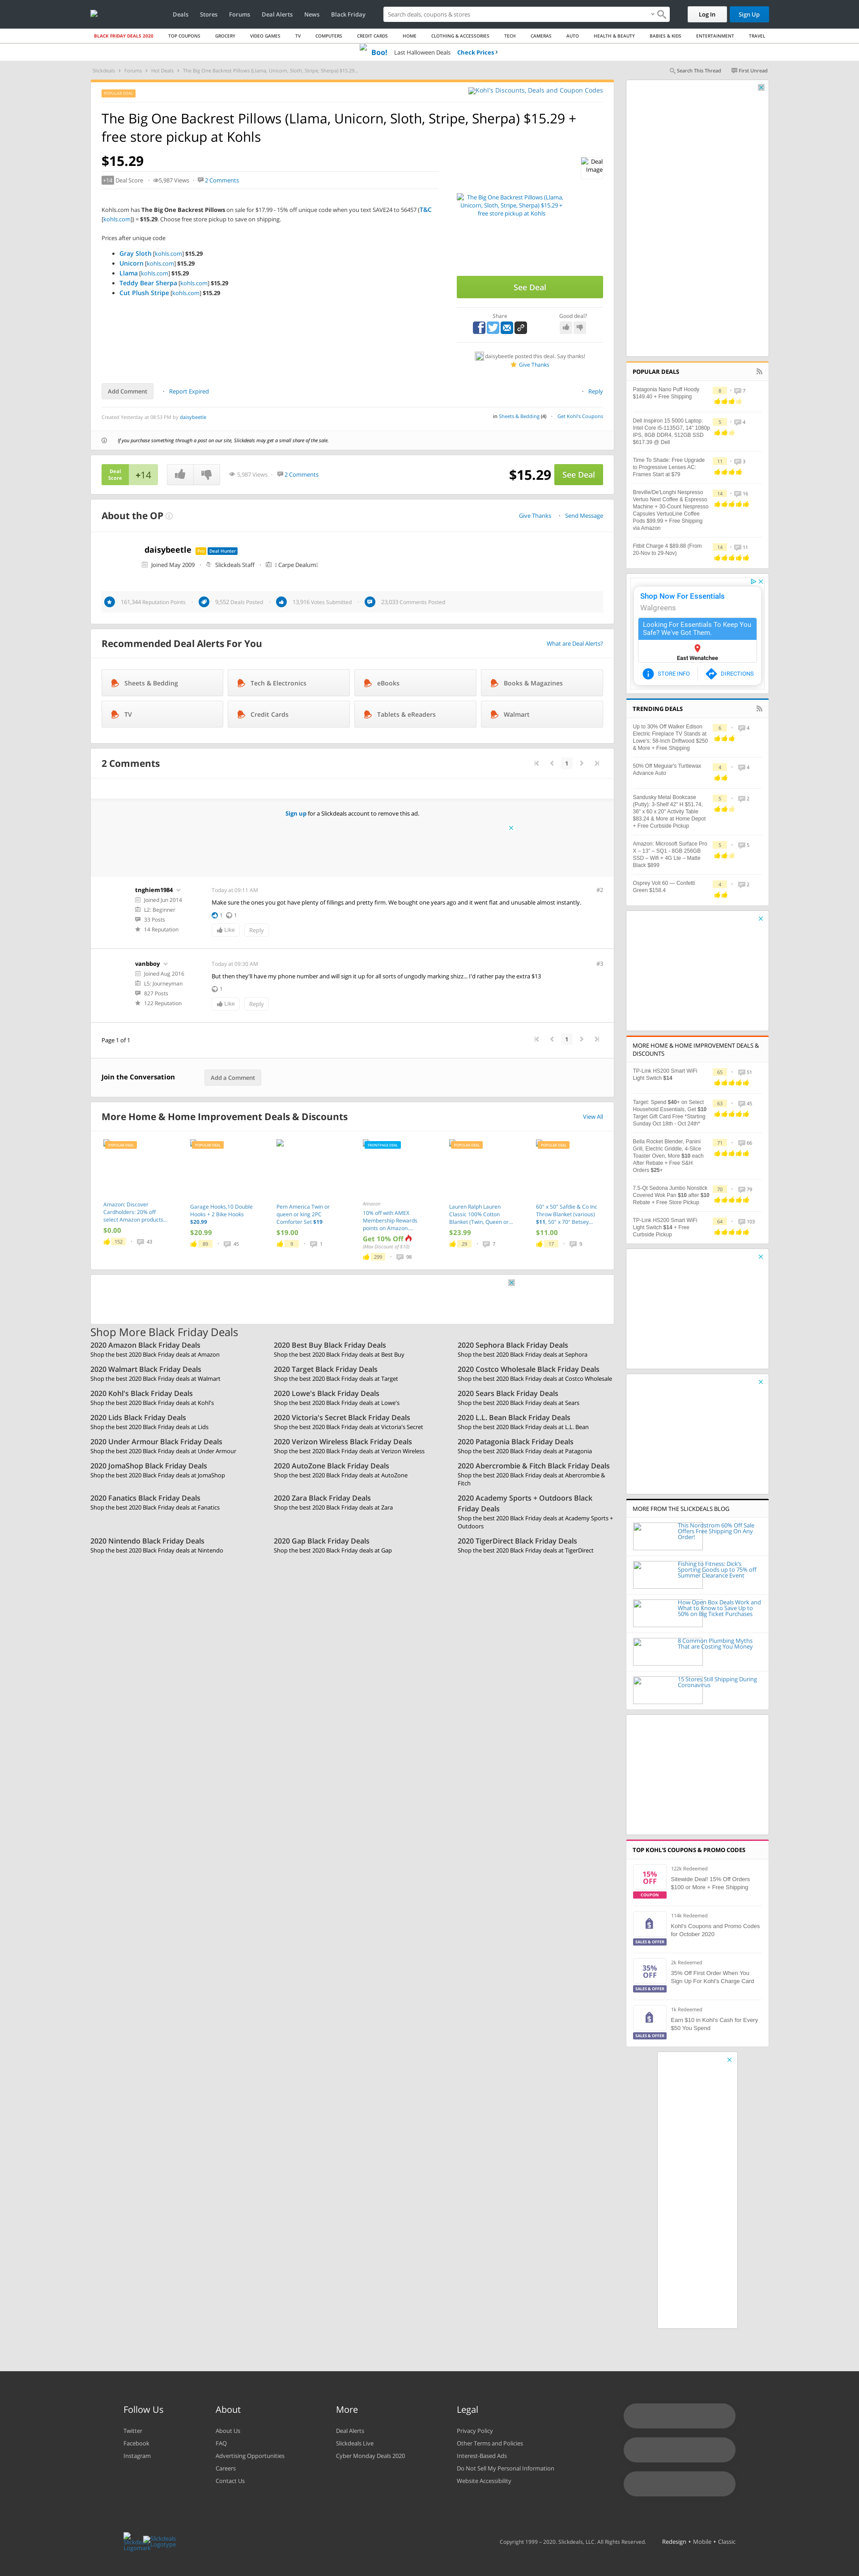 Deals Stores Forums Deal Alerts News Black Friday
Search deals, coupons & stores
Log In Sign Up
BLACK FRIDAY DEALS 2020 TOP COUPONS GROCERY VIDEO GAMES TV COMPUTERS CREDIT CARDS HOME CLOTHING & ACCESSORIES TECH CAMERAS AUTO HEALTH & BEAUTY BABIES & KIDS ENTERTAINMENT TRAVEL
Boo! Last Halloween Deals Check Prices ›
Slickdeals › Forums › Hot Deals › The Big One Backrest Pillows (Llama, Unicorn, Sloth, Stripe, Sherpa) $15.29...
Search This Thread First Unread
POPULAR DEAL
Kohl's Discounts, Deals and Coupon Codes
The Big One Backrest Pillows (Llama, Unicorn, Sloth, Stripe, Sherpa) $15.29 +
free store pickup at Kohls
$15.29
Deal
Image
+14 Deal Score 5,987 Views 2 Comments
Kohls.com has The Big One Backrest Pillows on sale for $17.99 - 15% off unique code when you text SAVE24 to 56457 (T&C
[kohls.com]) = $15.29. Choose free store pickup to save on shipping.
Prices after unique code
Gray Sloth [kohls.com] $15.29
Unicorn [kohls.com] $15.29
Llama [kohls.com] $15.29
Teddy Bear Sherpa [kohls.com] $15.29
Cut Plush Stripe [kohls.com] $15.29
The Big One Backrest Pillows (Llama,
Unicorn, Sloth, Stripe, Sherpa) $15.29 +
free store pickup at Kohls
See Deal
Share Good deal?
daisybeetle posted this deal. Say thanks!
Give Thanks
Add Comment Report Expired Reply
Created Yesterday at 08:53 PM by daisybeetle
in Sheets & Bedding (4) Get Kohl's Coupons
If you purchase something through a post on our site, Slickdeals may get a small share of the sale.
Deal
Score
+14
5,987 Views 2 Comments
$15.29 See Deal
About the OP
Give Thanks Send Message
daisybeetle Pro Deal Hunter
Joined May 2009 Slickdeals Staff Carpe Dealum
161,344 Reputation Points 9,552 Deals Posted 13,916 Votes Submitted 23,033 Comments Posted
Recommended Deal Alerts For You
What are Deal Alerts?
Sheets & Bedding Tech & Electronics eBooks Books & Magazines
TV Credit Cards Tablets & eReaders Walmart
2 Comments
1
Sign up for a Slickdeals account to remove this ad.
tnghiem1984
Joined Jun 2014
L2: Beginner
33 Posts
14 Reputation
Today at 09:11 AM #2
Make sure the ones you got have plenty of fillings and pretty firm. We bought one years ago and it went flat and unusable almost instantly.
1 1
Like Reply
vanbboy
Joined Aug 2016
L5: Journeyman
827 Posts
122 Reputation
Today at 09:30 AM #3
But then they'll have my phone number and will sign it up for all sorts of ungodly marking shizz... I'd rather pay the extra $13
1
Like Reply
Page 1 of 1
1
Join the Conversation Add a Comment
More Home & Home Improvement Deals & Discounts
View All
POPULAR DEAL
Amazon: Discover
Cardholders: 20% off
select Amazon products...
$0.00
152 43
POPULAR DEAL
Garage Hooks,10 Double
Hooks + 2 Bike Hooks
$20.99
$20.99
89 45
Pem America Twin or
queen or king 2PC
Comforter Set $19
$19.00
9 1
FRONTPAGE DEAL
Amazon
10% off with AMEX
Membership Rewards
points on Amazon....
Get 10% Off
(Max Discount of $10)
299 98
POPULAR DEAL
Lauren Ralph Lauren
Classic 100% Cotton
Blanket (Twin, Queen or...
$23.99
29 7
POPULAR DEAL
60" x 50" Safdie & Co Inc
Throw Blanket (various)
$11, 50" x 70" Betsey...
$11.00
17 9
Shop More Black Friday Deals
2020 Amazon Black Friday Deals
Shop the best 2020 Black Friday deals at Amazon
2020 Best Buy Black Friday Deals
Shop the best 2020 Black Friday deals at Best Buy
2020 Sephora Black Friday Deals
Shop the best 2020 Black Friday deals at Sephora
2020 Walmart Black Friday Deals
Shop the best 2020 Black Friday deals at Walmart
2020 Target Black Friday Deals
Shop the best 2020 Black Friday deals at Target
2020 Costco Wholesale Black Friday Deals
Shop the best 2020 Black Friday deals at Costco Wholesale
2020 Kohl's Black Friday Deals
Shop the best 2020 Black Friday deals at Kohl's
2020 Lowe's Black Friday Deals
Shop the best 2020 Black Friday deals at Lowe's
2020 Sears Black Friday Deals
Shop the best 2020 Black Friday deals at Sears
2020 Lids Black Friday Deals
Shop the best 2020 Black Friday deals at Lids
2020 Victoria's Secret Black Friday Deals
Shop the best 2020 Black Friday deals at Victoria's Secret
2020 L.L. Bean Black Friday Deals
Shop the best 2020 Black Friday deals at L.L. Bean
2020 Under Armour Black Friday Deals
Shop the best 2020 Black Friday deals at Under Armour
2020 Verizon Wireless Black Friday Deals
Shop the best 2020 Black Friday deals at Verizon Wireless
2020 Patagonia Black Friday Deals
Shop the best 2020 Black Friday deals at Patagonia
2020 JomaShop Black Friday Deals
Shop the best 2020 Black Friday deals at JomaShop
2020 AutoZone Black Friday Deals
Shop the best 2020 Black Friday deals at AutoZone
2020 Abercrombie & Fitch Black Friday Deals
Shop the best 2020 Black Friday deals at Abercrombie &
Fitch
2020 Fanatics Black Friday Deals
Shop the best 2020 Black Friday deals at Fanatics
2020 Zara Black Friday Deals
Shop the best 2020 Black Friday deals at Zara
2020 Academy Sports + Outdoors Black
Friday Deals
Shop the best 2020 Black Friday deals at Academy Sports +
Outdoors
2020 Nintendo Black Friday Deals
Shop the best 2020 Black Friday deals at Nintendo
2020 Gap Black Friday Deals
Shop the best 2020 Black Friday deals at Gap
2020 TigerDirect Black Friday Deals
Shop the best 2020 Black Friday deals at TigerDirect
POPULAR DEALS
Patagonia Nano Puff Hoody
$149.40 + Free Shipping
9 7
Dell Inspiron 15 5000 Laptop:
Intel Core i5-1135G7, 14" 1080p
IPS, 8GB DDR4, 512GB SSD
$617.39 @ Dell
5 4
Time To Shade: Free Upgrade
to Progressive Lenses AC:
Frames Start at $79
11 3
Breville/De'Longhi Nespresso
Vertuo Next Coffee & Espresso
Machine + 30-Count Nespresso
Capsules VertuoLine Coffee
Pods $99.99 + Free Shipping
via Amazon
14 16
Fitbit Charge 4 $89.88 (From
20-Nov to 29-Nov)
14 11
Shop Now For Essentials
Walgreens
Looking For Essentials To Keep You
Safe? We've Got Them.
East Wenatchee
STORE INFO DIRECTIONS
TRENDING DEALS
Up to 30% Off Walker Edison
Electric Fireplace TV Stands at
Lowe's: 58-Inch Driftwood $250
& More + Free Shipping
6 4
50% Off Megular's Turtlewax
Advance Auto
4 4
Sandusky Metal Bookcase
(Putty): 3-Shelf 42" H $51.74,
36" x 60 x 20" Activity Table
$83.24 & More at Home Depot
+ Free Curbside Pickup
5 2
Amazon: Microsoft Surface Pro
X – 13" – SQ1 - 8GB 256GB
SSD – Wifi + 4G Lte – Matte
Black $899
5 5
Osprey Volt 60 — Confetti
Green $158.4
4 2
MORE HOME & HOME IMPROVEMENT DEALS &
DISCOUNTS
TP-Link HS200 Smart WiFi
Light Switch $14
65 51
Target: Spend $40+ on Select
Household Essentials, Get $10
Target Gift Card Free *Starting
Sunday Oct 18th - Oct 24th*
63 45
Bella Rocket Blender, Panini
Grill, Electric Griddle, 4-Slice
Toaster Oven, More $10 each
After Rebate + Free S&H
Orders $25+
71 66
7.5-Qt Sedona Jumbo Nonstick
Covered Wok Pan $10 after $10
Rebate + Free Store Pickup
70 79
TP-Link HS200 Smart WiFi
Light Switch $14 + Free
Curbside Pickup
64 103
MORE FROM THE SLICKDEALS BLOG
This Nordstrom 60% Off Sale
Offers Free Shipping On Any
Order!
Fishing to Fitness: Dick's
Sporting Goods up to 75% off
Summer Clearance Event
How Open Box Deals Work and
What to Know to Save Up to
50% on Big Ticket Purchases
8 Common Plumbing Myths
That are Costing You Money
15 Stores Still Shipping During
Coronavirus
TOP KOHL'S COUPONS & PROMO CODES
15%
OFF
COUPON
122k Redeemed
Sitewide Deal! 15% Off Orders
$100 or More + Free Shipping
SALES & OFFER
114k Redeemed
Kohl's Coupons and Promo Codes
for October 2020
35%
OFF
SALES & OFFER
2k Redeemed
35% Off First Order When You
Sign Up For Kohl's Charge Card
SALES & OFFER
1k Redeemed
Earn $10 in Kohl's Cash for Every
$50 You Spend
Follow Us
Twitter
Facebook
Instagram
About
About Us
FAQ
Advertising Opportunities
Careers
Contact Us
More
Deal Alerts
Slickdeals Live
Cyber Monday Deals 2020
Legal
Privacy Policy
Other Terms and Policies
Interest-Based Ads
Do Not Sell My Personal Information
Website Accessibility
Slickdeals Logomark
Slickdeals Logotype
Copyright 1999 – 2020. Slickdeals, LLC. All Rights Reserved. Redesign • Mobile • Classic